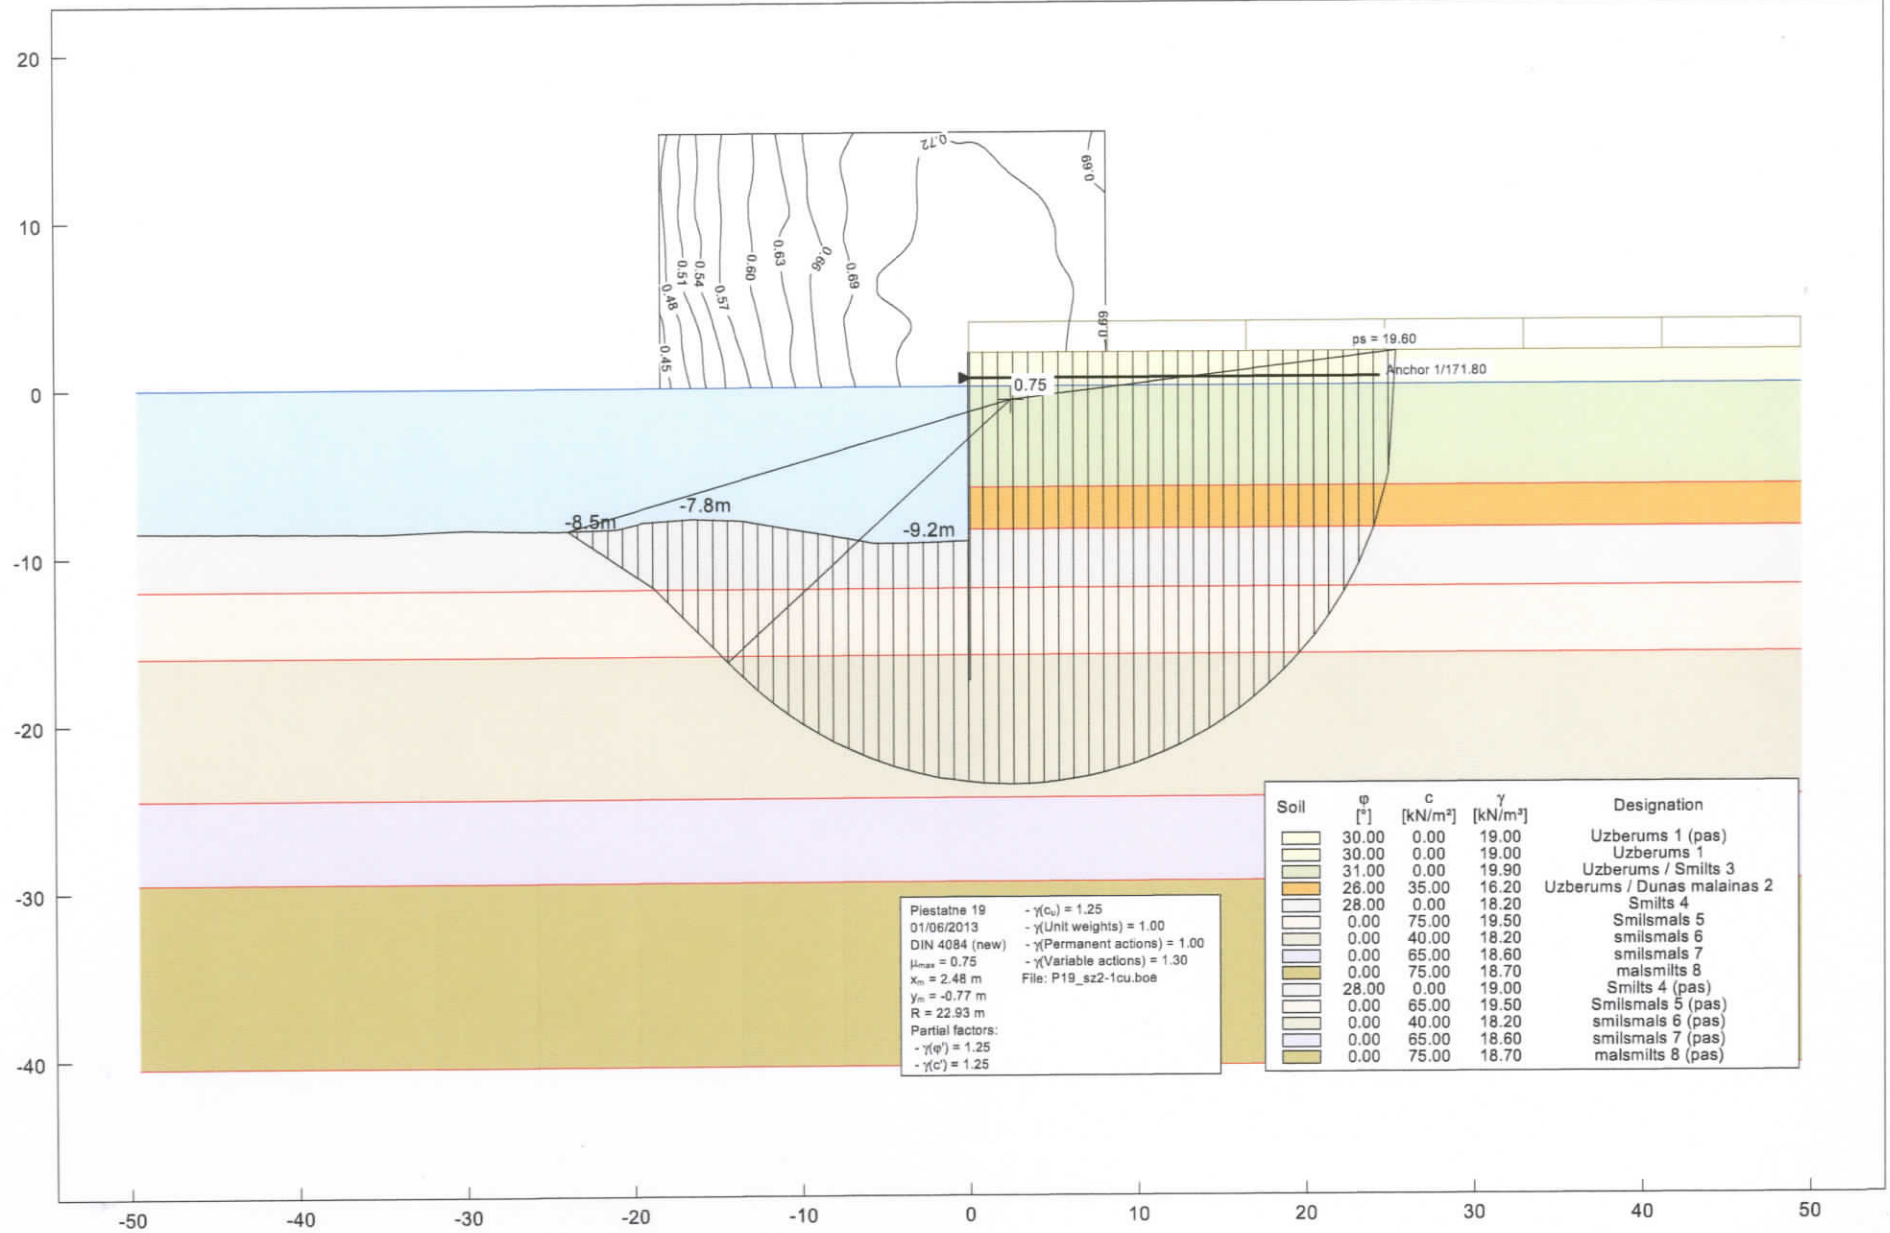 20
10
0
-10
-20
-30
-40
-50
-40
-30
-20
-10
0
10
20
30
40
50
0.72
0.69
0.48
0.51
0.54
0.57
0.60
0.63
0.66
0.69
0.45
0.69
ps = 19.60
Anchor 1/171.80
0.75
-8.5m
-7.8m
-9.2m
Piestatne 19
01/06/2013
DIN 4084 (new)
μmax = 0.75
xm = 2.48 m
ym = -0.77 m
R = 22.93 m
Partial factors:
- γ(φ') = 1.25
- γ(c') = 1.25
- γ(cu) = 1.25
- γ(Unit weights) = 1.00
- γ(Permanent actions) = 1.00
- γ(Variable actions) = 1.30
File: P19_sz2-1cu.boe
Soil φ [°] c [kN/m²] γ [kN/m³] Designation
30.00 0.00 19.00 Uzberums 1 (pas)
30.00 0.00 19.00 Uzberums 1
31.00 0.00 19.90 Uzberums / Smilts 3
26.00 35.00 16.20 Uzberums / Dunas malainas 2
28.00 0.00 18.20 Smilts 4
0.00 75.00 19.50 Smilsmals 5
0.00 40.00 18.20 smilsmals 6
0.00 65.00 18.60 smilsmals 7
0.00 75.00 18.70 malsmilts 8
28.00 0.00 19.00 Smilts 4 (pas)
0.00 65.00 19.50 Smilsmals 5 (pas)
0.00 40.00 18.20 smilsmals 6 (pas)
0.00 65.00 18.60 smilsmals 7 (pas)
0.00 75.00 18.70 malsmilts 8 (pas)